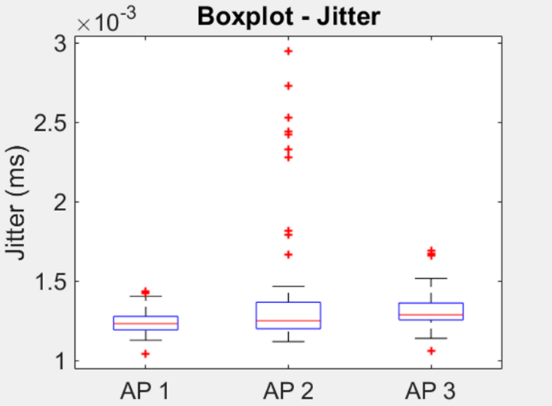 Boxplot - Jitter
×10⁻³
3
2.5
2
1.5
1
Jitter (ms)
AP 1 AP 2 AP 3